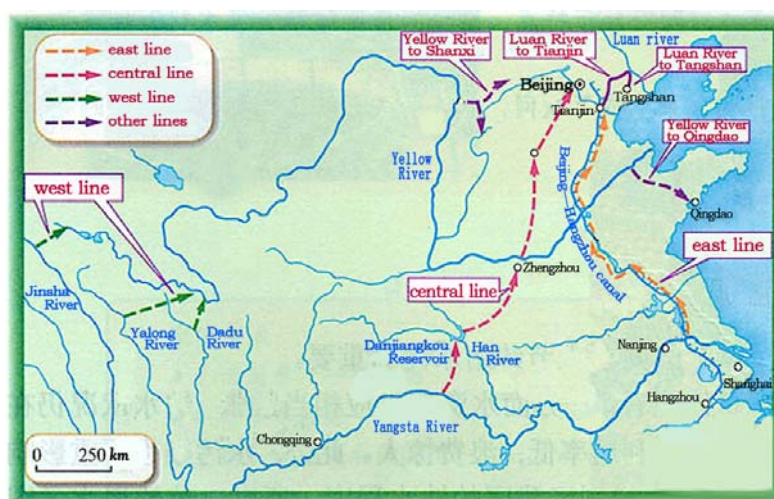 east line
central line
west line
other lines
Yellow River
to Shanxi
Luan River
to Tianjin
Luan river
Luan River
to Tangshan
Beijing
Tangshan
Tianjin
Yellow River
to Qingdao
Yellow
River
Beijing—Hangzhou canal
Qingdao
west line
east line
Zhengzhou
central line
Jinsha
River
Yalong
River
Dadu
River
Danjiangkou
Reservoir
Han
River
Nanjing
Shanghai
Hangzhou
Yangsta River
Chongqing
0 250 km